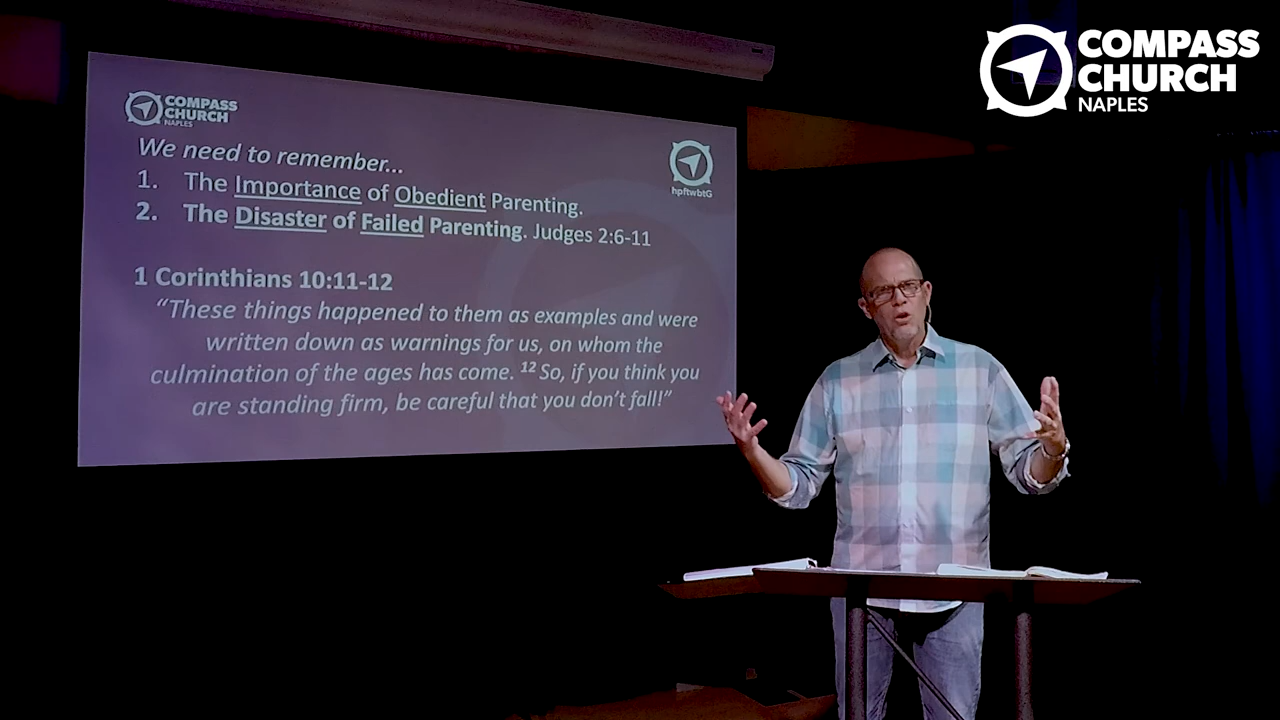 COMPASS
CHURCH
NAPLES
COMPASS
CHURCH
NAPLES
We need to remember...
hpftwbtG
1. The Importance of Obedient Parenting.
2. The Disaster of Failed Parenting. Judges 2:6-11
1 Corinthians 10:11-12
“These things happened to them as examples and were
written down as warnings for us, on whom the
culmination of the ages has come. 12 So, if you think you
are standing firm, be careful that you don’t fall!”